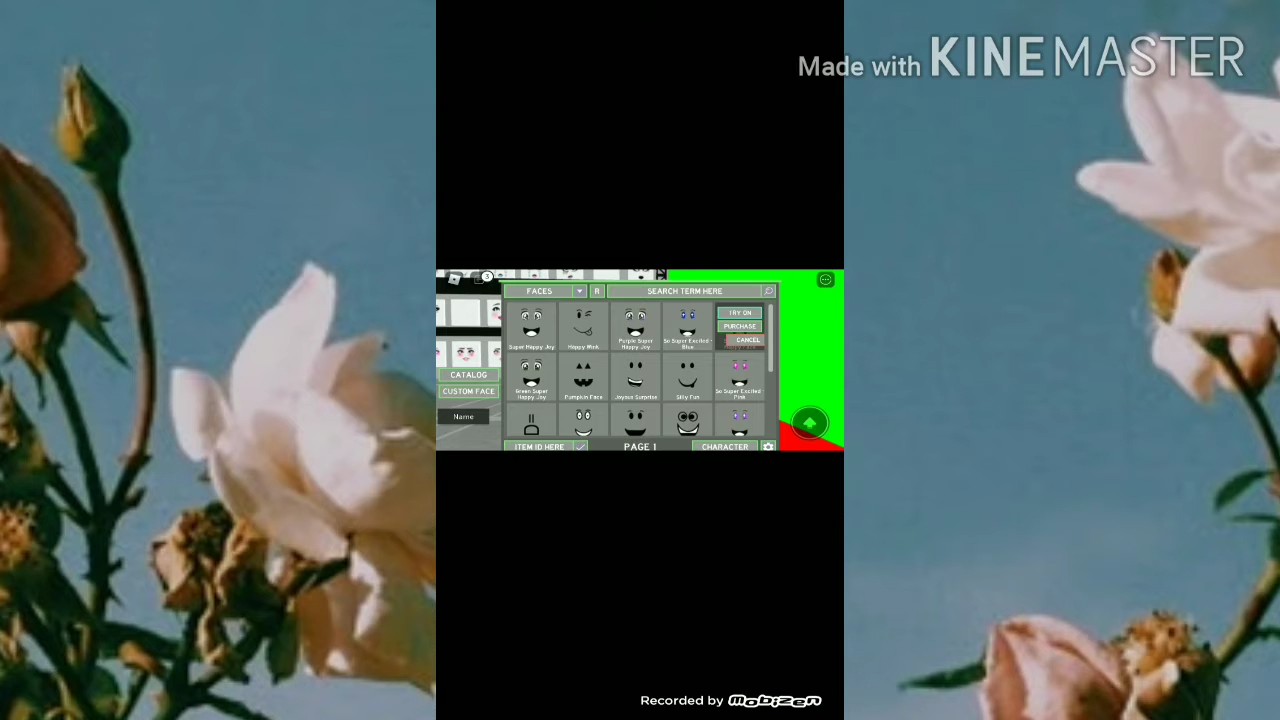 Made with KINEMASTER
3
FACES
R
SEARCH TERM HERE
TRY ON
PURCHASE
CANCEL
Super Happy Joy
Happy Wink
Purple Super
Happy Joy
So Super Excited -
Blue
CATALOG
CUSTOM FACE
Name
Green Super
Happy Joy
Pumpkin Face
Joyous Surprise
Silly Fun
So Super Excited -
Pink
ITEM ID HERE
PAGE 1
CHARACTER
Recorded by Mobizen